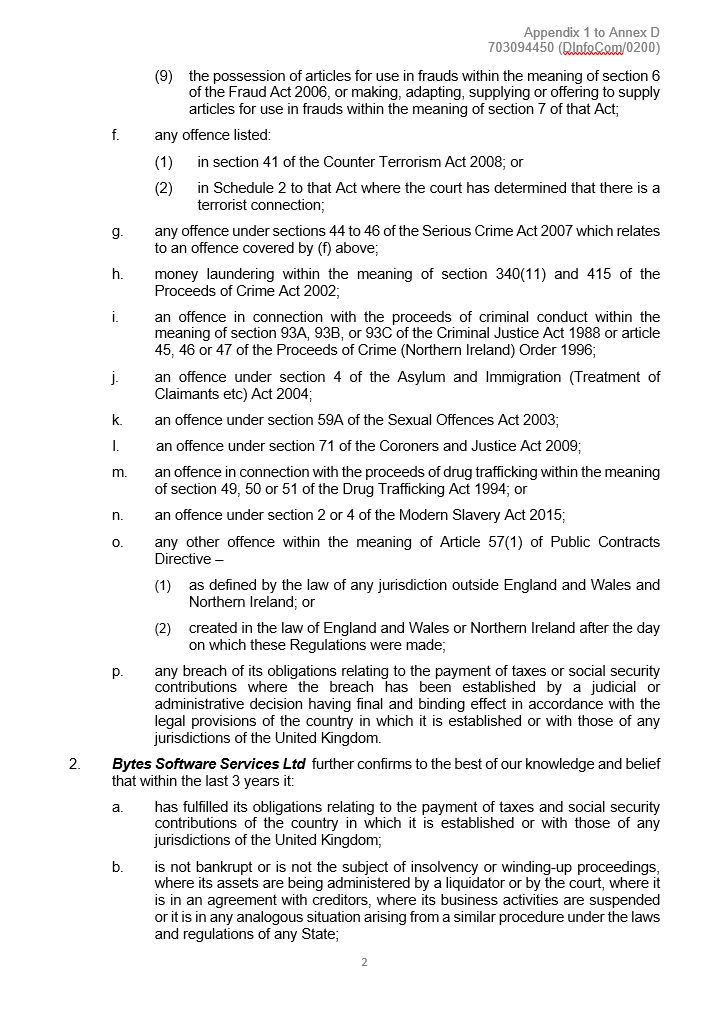 Appendix 1 to Annex D
703094450 (DInfoCom/0200)
(9) the possession of articles for use in frauds within the meaning of section 6
of the Fraud Act 2006, or making, adapting, supplying or offering to supply
articles for use in frauds within the meaning of section 7 of that Act;
f. any offence listed:
(1) in section 41 of the Counter Terrorism Act 2008; or
(2) in Schedule 2 to that Act where the court has determined that there is a
terrorist connection;
g. any offence under sections 44 to 46 of the Serious Crime Act 2007 which relates
to an offence covered by (f) above;
h. money laundering within the meaning of section 340(11) and 415 of the
Proceeds of Crime Act 2002;
i. an offence in connection with the proceeds of criminal conduct within the
meaning of section 93A, 93B, or 93C of the Criminal Justice Act 1988 or article
45, 46 or 47 of the Proceeds of Crime (Northern Ireland) Order 1996;
j. an offence under section 4 of the Asylum and Immigration (Treatment of
Claimants etc) Act 2004;
k. an offence under section 59A of the Sexual Offences Act 2003;
l. an offence under section 71 of the Coroners and Justice Act 2009;
m. an offence in connection with the proceeds of drug trafficking within the meaning
of section 49, 50 or 51 of the Drug Trafficking Act 1994; or
n. an offence under section 2 or 4 of the Modern Slavery Act 2015;
o. any other offence within the meaning of Article 57(1) of Public Contracts
Directive –
(1) as defined by the law of any jurisdiction outside England and Wales and
Northern Ireland; or
(2) created in the law of England and Wales or Northern Ireland after the day
on which these Regulations were made;
p. any breach of its obligations relating to the payment of taxes or social security
contributions where the breach has been established by a judicial or
administrative decision having final and binding effect in accordance with the
legal provisions of the country in which it is established or with those of any
jurisdictions of the United Kingdom.
2. Bytes Software Services Ltd further confirms to the best of our knowledge and belief
that within the last 3 years it:
a. has fulfilled its obligations relating to the payment of taxes and social security
contributions of the country in which it is established or with those of any
jurisdictions of the United Kingdom;
b. is not bankrupt or is not the subject of insolvency or winding-up proceedings,
where its assets are being administered by a liquidator or by the court, where it
is in an agreement with creditors, where its business activities are suspended
or it is in any analogous situation arising from a similar procedure under the laws
and regulations of any State;
2